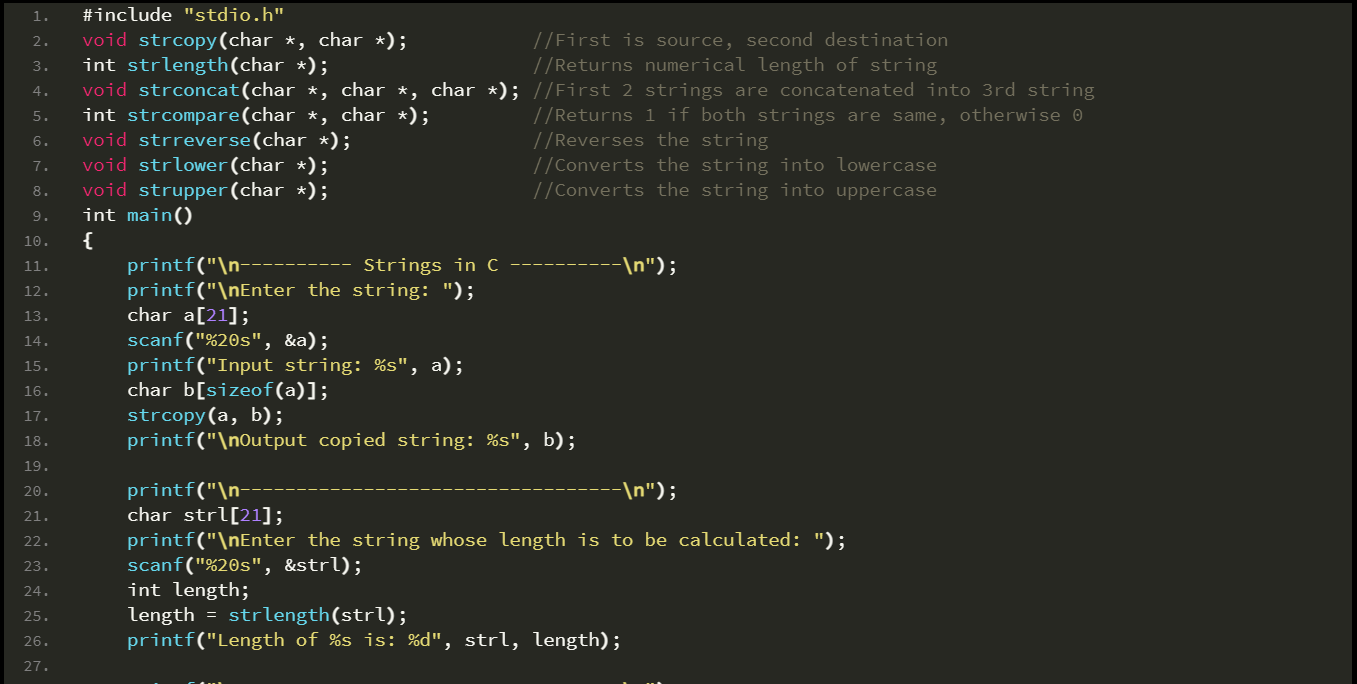 1. #include "stdio.h"
2. void strcopy(char *, char *); //First is source, second destination
3. int strlength(char *); //Returns numerical length of string
4. void strconcat(char *, char *, char *); //First 2 strings are concatenated into 3rd string
5. int strcompare(char *, char *); //Returns 1 if both strings are same, otherwise 0
6. void strreverse(char *); //Reverses the string
7. void strlower(char *); //Converts the string into lowercase
8. void strupper(char *); //Converts the string into uppercase
9. int main()
10. {
11. printf("\n---------- Strings in C ----------\n");
12. printf("\nEnter the string: ");
13. char a[21];
14. scanf("%20s", &a);
15. printf("Input string: %s", a);
16. char b[sizeof(a)];
17. strcopy(a, b);
18. printf("\nOutput copied string: %s", b);
19.
20. printf("\n----------------------------------\n");
21. char strl[21];
22. printf("\nEnter the string whose length is to be calculated: ");
23. scanf("%20s", &strl);
24. int length;
25. length = strlength(strl);
26. printf("Length of %s is: %d", strl, length);
27.